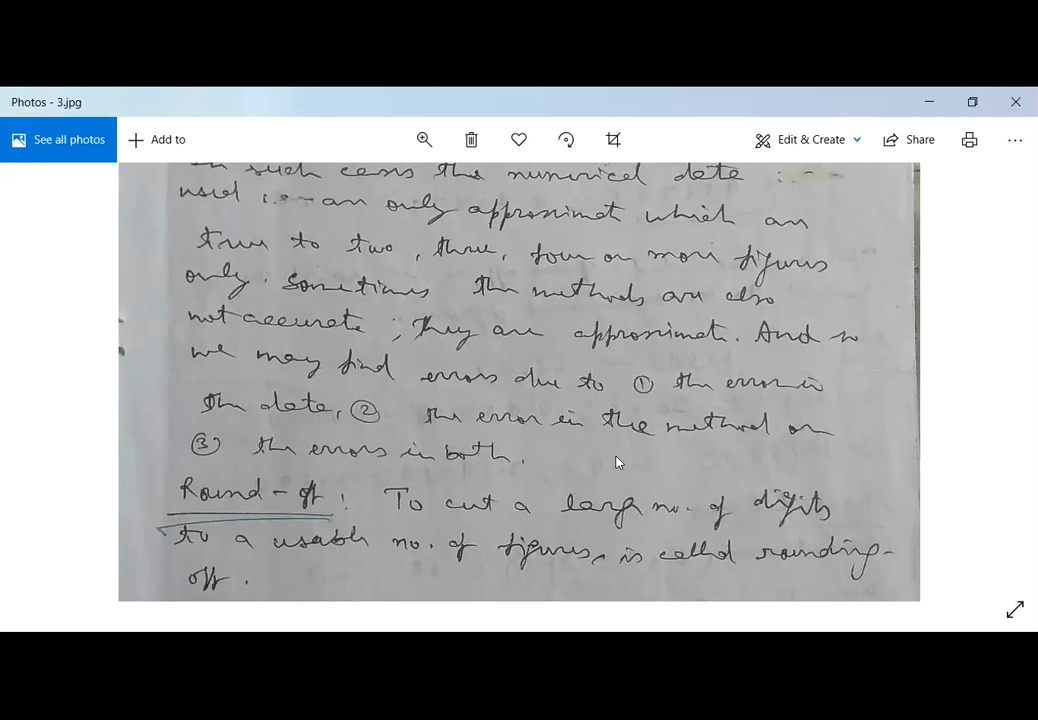 Photos - 3.jpg
See all photos
Add to
Edit & Create
Share
In such cases the numerical data
used an only approximat which an
true to two, three, four or more figures
only. Sometimes the methods are also
not accurate; they are approximat. And so
we may find errors due to ① the error in
the data, ② the error in the method or
③ the errors in both.
Round-off: To cut a large no. of digits
to a usable no. of figures, is called rounding-
off.